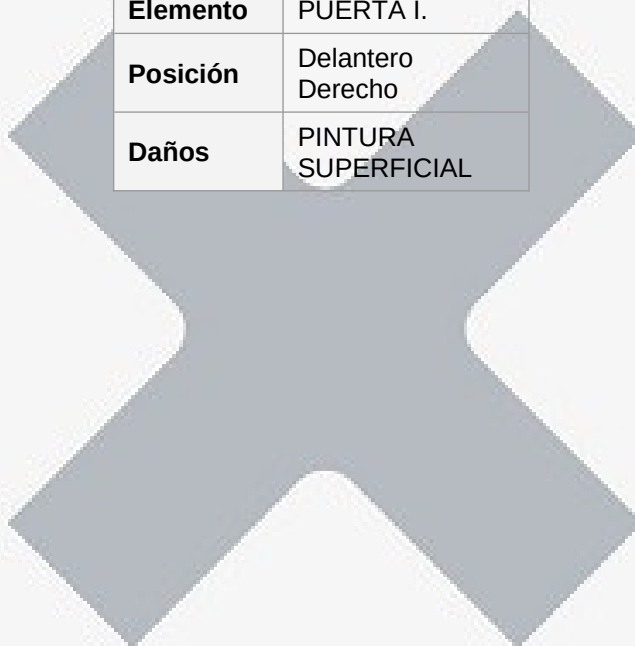 Elemento PUERTA I.
Posición Delantero
Derecho
Daños PINTURA
SUPERFICIAL